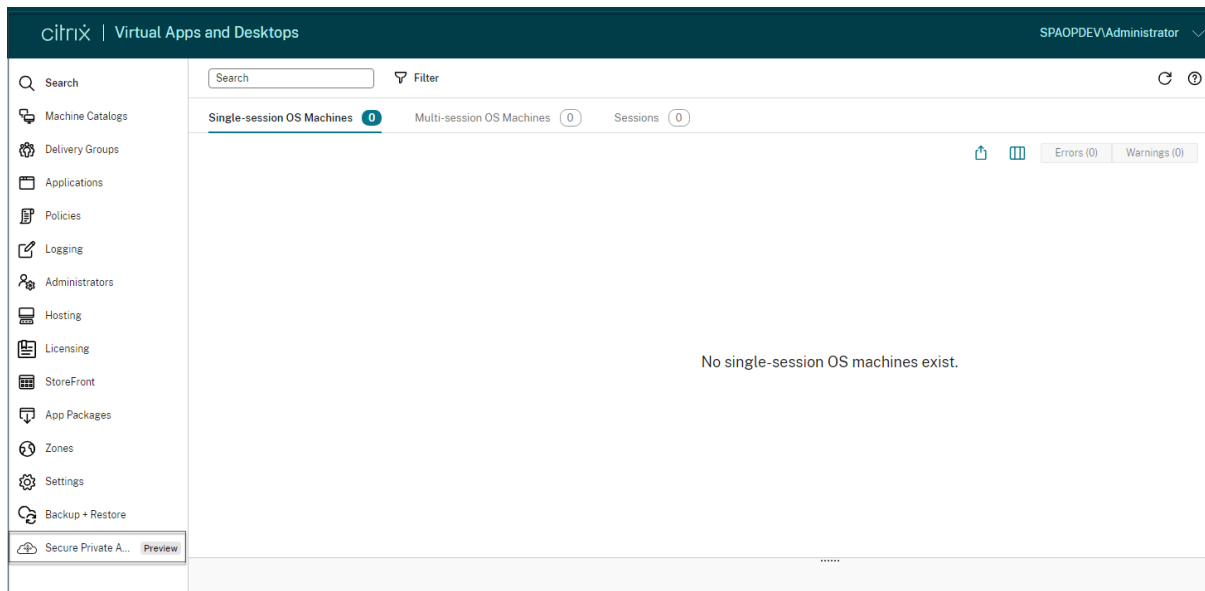 citrix | Virtual Apps and Desktops
SPAOPDEV\Administrator
Search
Machine Catalogs
Delivery Groups
Applications
Policies
Logging
Administrators
Hosting
Licensing
StoreFront
App Packages
Zones
Settings
Backup + Restore
Secure Private A... Preview
Search
Filter
Single-session OS Machines 0
Multi-session OS Machines 0
Sessions 0
Errors (0)
Warnings (0)
No single-session OS machines exist.